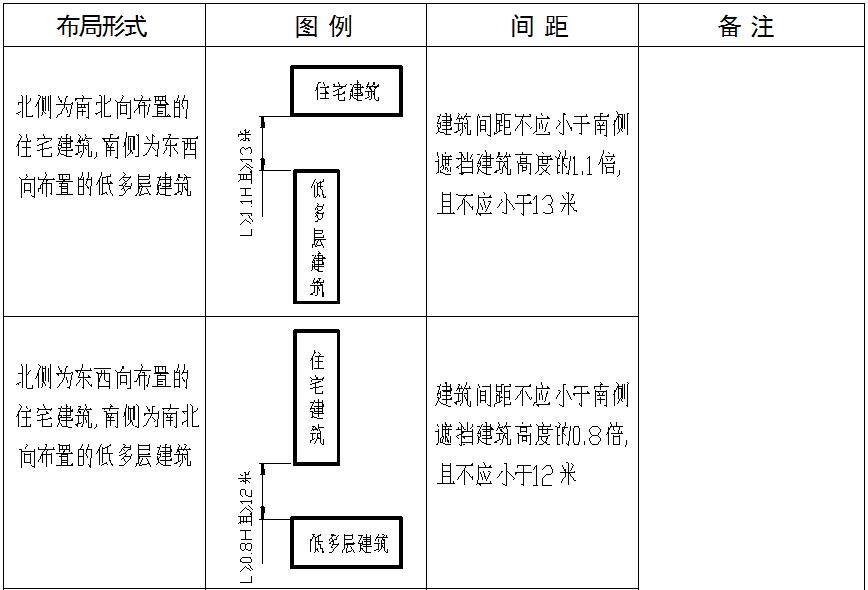 布局形式
图 例
间 距
备 注
北侧为南北向布置的
住宅建筑,南侧为东西
向布置的低多层建筑
住宅建筑
L≥1.1H且≥13米
低多层建筑
建筑间距不应小于南侧
遮挡建筑高度的1.1倍,
且不应小于13米
北侧为东西向布置的
住宅建筑,南侧为南北
向布置的低多层建筑
住宅建筑
L≥0.8H且≥12米
低多层建筑
建筑间距不应小于南侧
遮挡建筑高度的0.8倍,
且不应小于12米